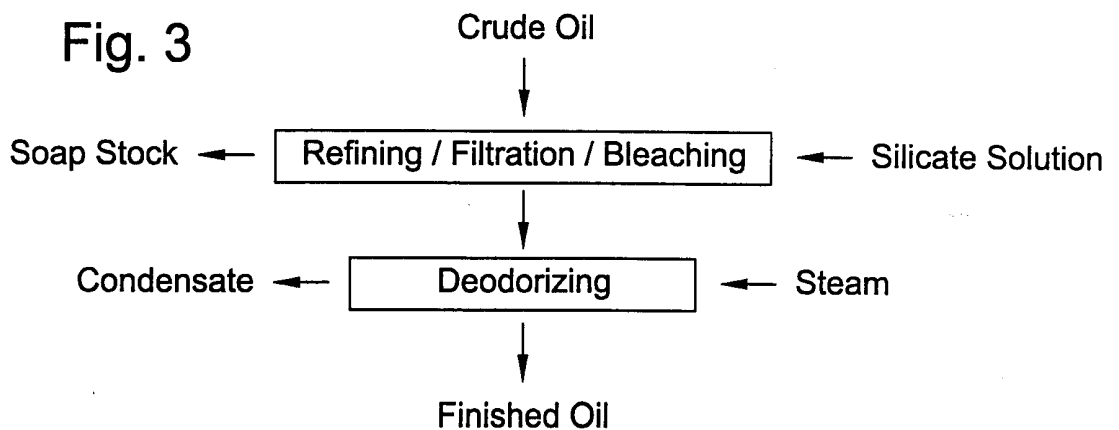 Fig. 3
Crude Oil
Soap Stock
Refining / Filtration / Bleaching
Silicate Solution
Condensate
Deodorizing
Steam
Finished Oil